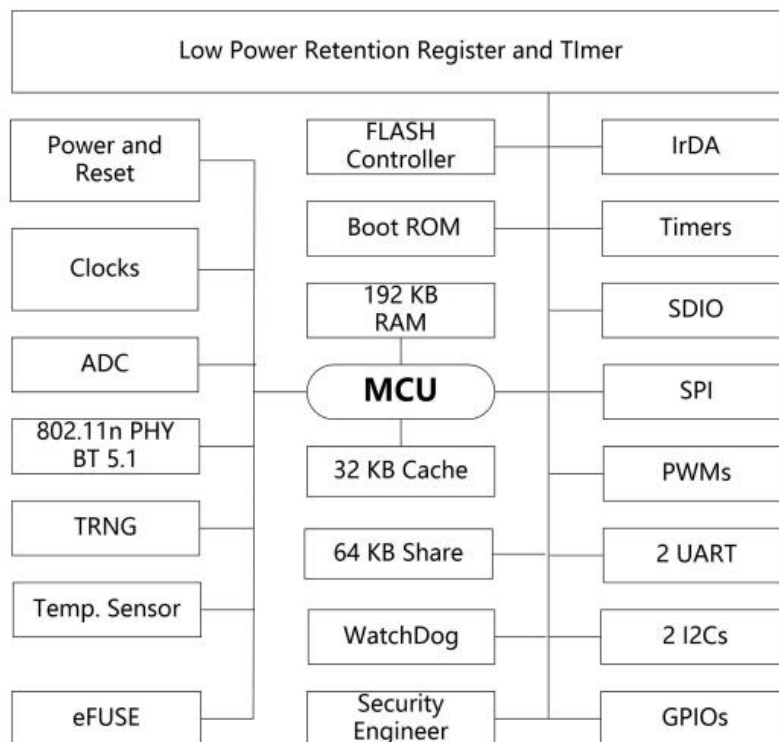 Low Power Retention Register and TImer
Power and
Reset
Clocks
ADC
802.11n PHY
BT 5.1
TRNG
Temp. Sensor
eFUSE
FLASH
Controller
Boot ROM
192 KB
RAM
MCU
32 KB Cache
64 KB Share
WatchDog
Security
Engineer
IrDA
Timers
SDIO
SPI
PWMs
2 UART
2 I2Cs
GPIOs